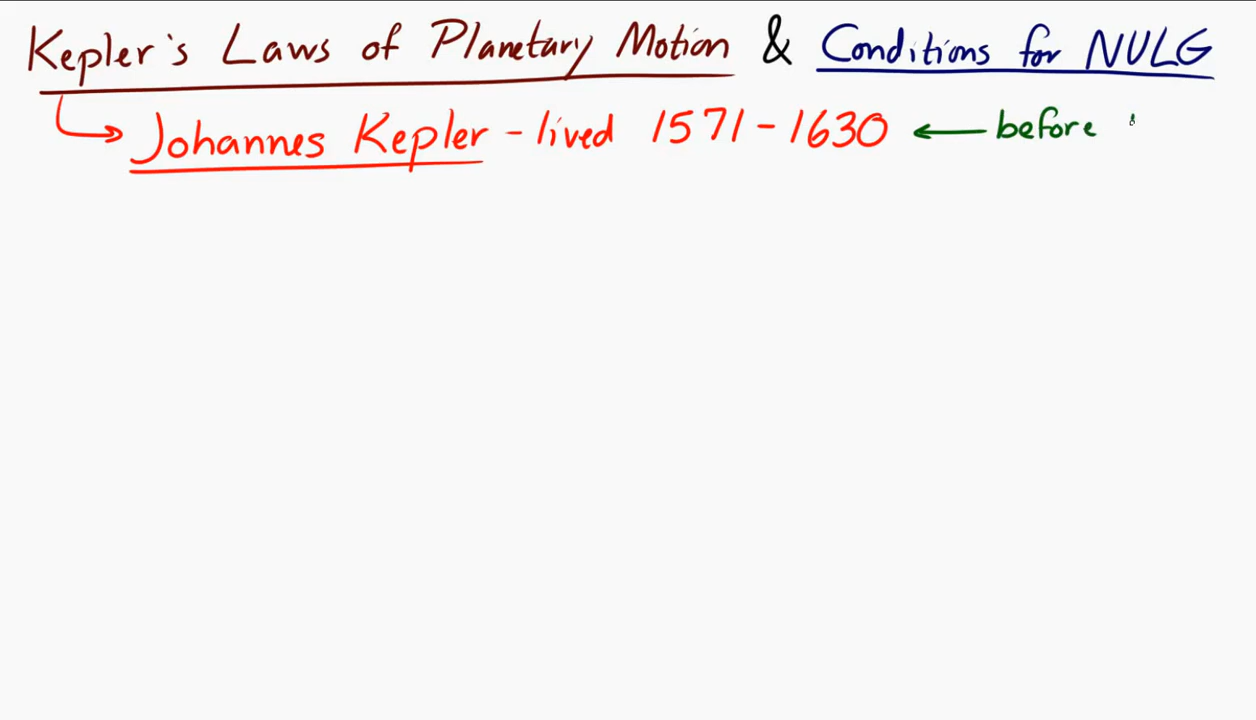 Kepler's Laws of Planetary Motion & Conditions for NULG
Johannes Kepler - lived 1571 - 1630 ← before